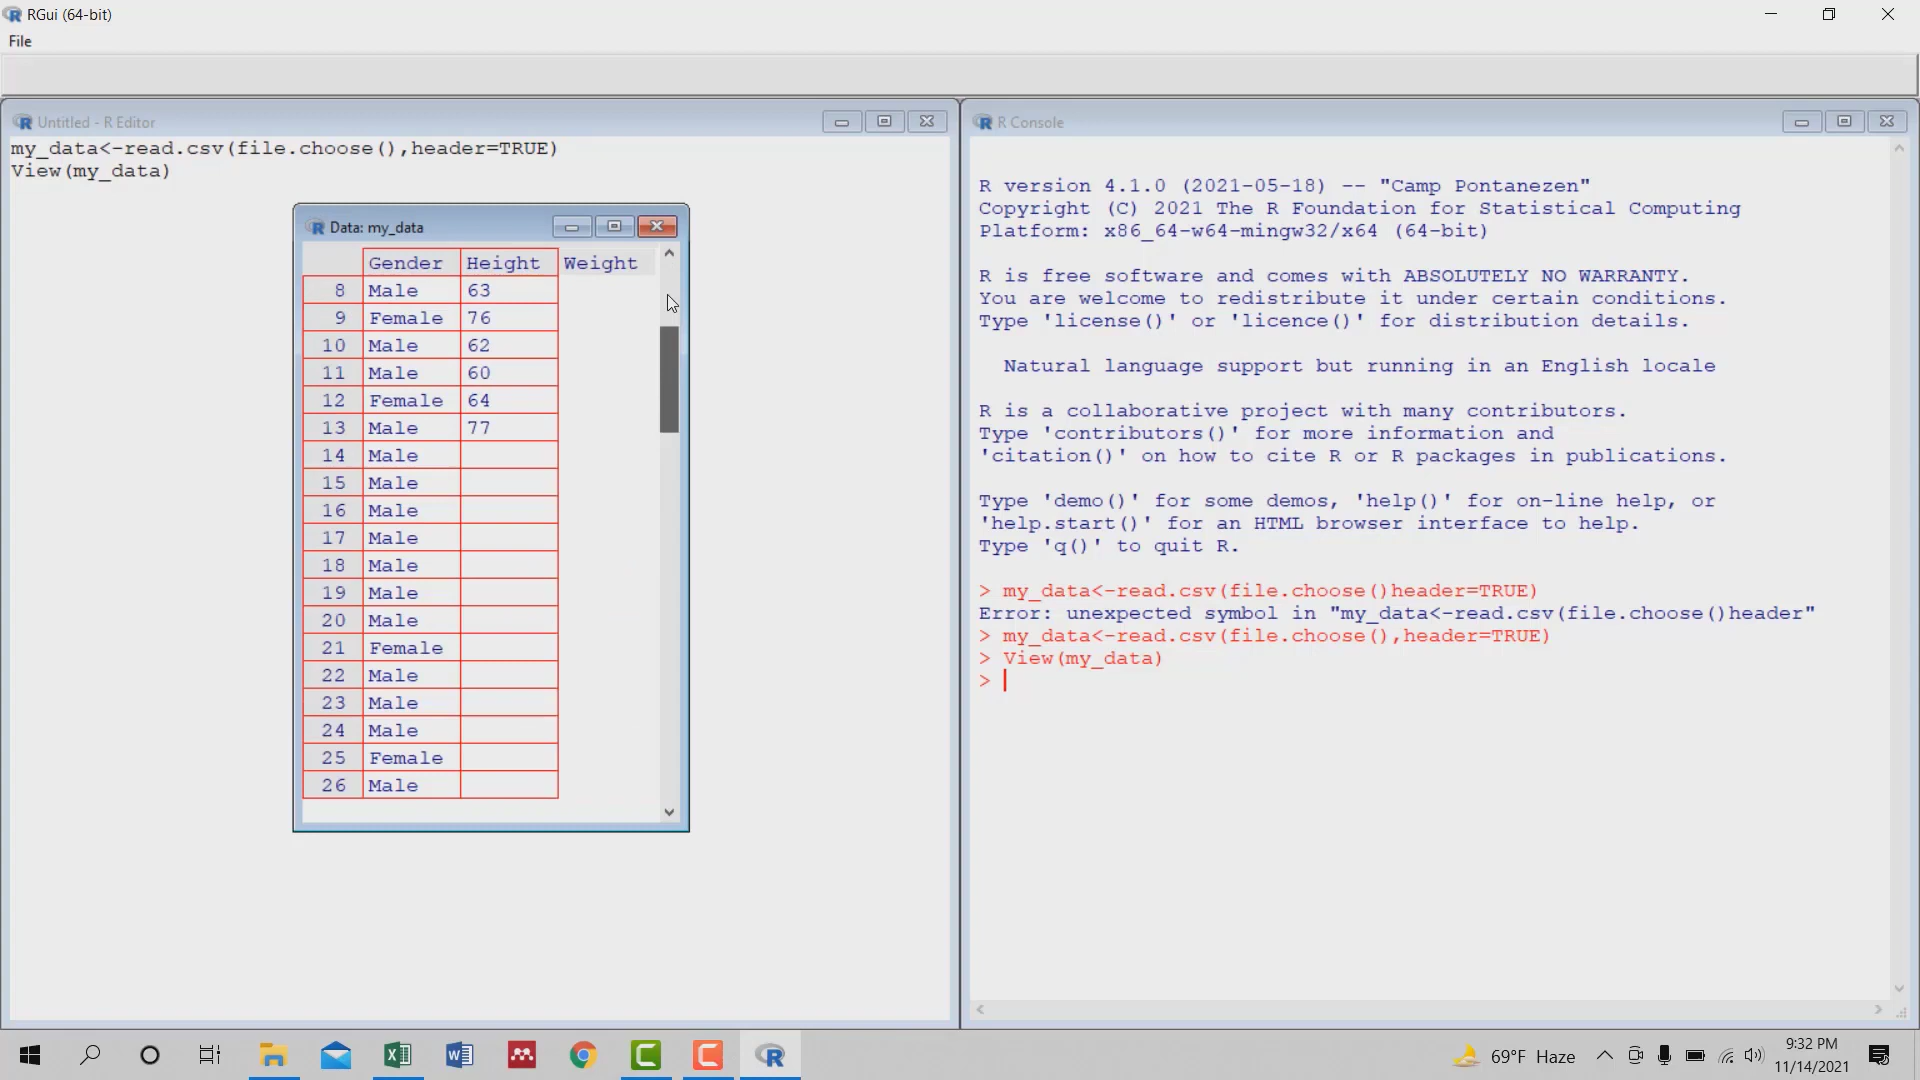 RGui (64-bit)
File
Untitled - R Editor
my_data<-read.csv(file.choose(),header=TRUE)
View(my_data)
Data: my_data
Gender Height Weight
8 Male 63
9 Female 76
10 Male 62
11 Male 60
12 Female 64
13 Male 77
14 Male
15 Male
16 Male
17 Male
18 Male
19 Male
20 Male
21 Female
22 Male
23 Male
24 Male
25 Female
26 Male
R Console
R version 4.1.0 (2021-05-18) -- "Camp Pontanezen"
Copyright (C) 2021 The R Foundation for Statistical Computing
Platform: x86_64-w64-mingw32/x64 (64-bit)
R is free software and comes with ABSOLUTELY NO WARRANTY.
You are welcome to redistribute it under certain conditions.
Type 'license()' or 'licence()' for distribution details.
Natural language support but running in an English locale
R is a collaborative project with many contributors.
Type 'contributors()' for more information and
'citation()' on how to cite R or R packages in publications.
Type 'demo()' for some demos, 'help()' for on-line help, or
'help.start()' for an HTML browser interface to help.
Type 'q()' to quit R.
> my_data<-read.csv(file.choose()header=TRUE)
Error: unexpected symbol in "my_data<-read.csv(file.choose()header"
> my_data<-read.csv(file.choose(),header=TRUE)
> View(my_data)
>
69°F Haze
9:32 PM
11/14/2021